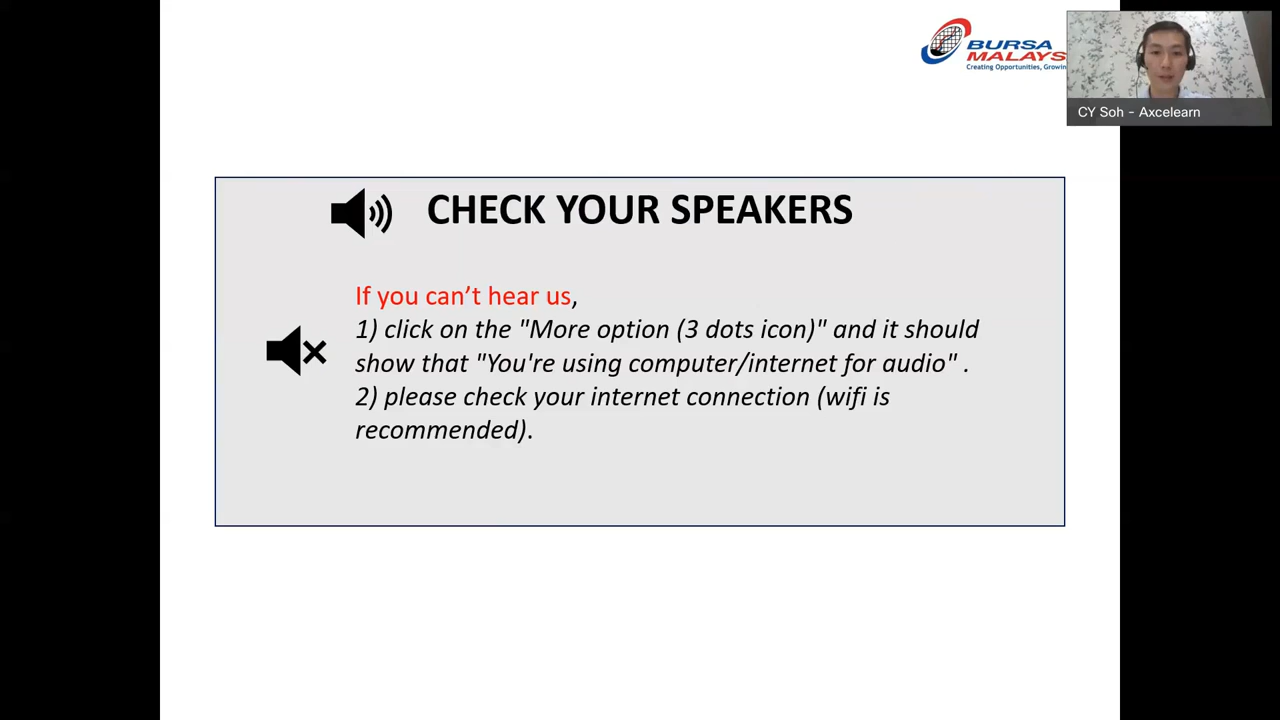 BURSA
MALAYS
Creating Opportunities, Growin
CY Soh - Axcelearn
CHECK YOUR SPEAKERS
If you can’t hear us,
1) click on the "More option (3 dots icon)" and it should
show that "You're using computer/internet for audio" .
2) please check your internet connection (wifi is
recommended).